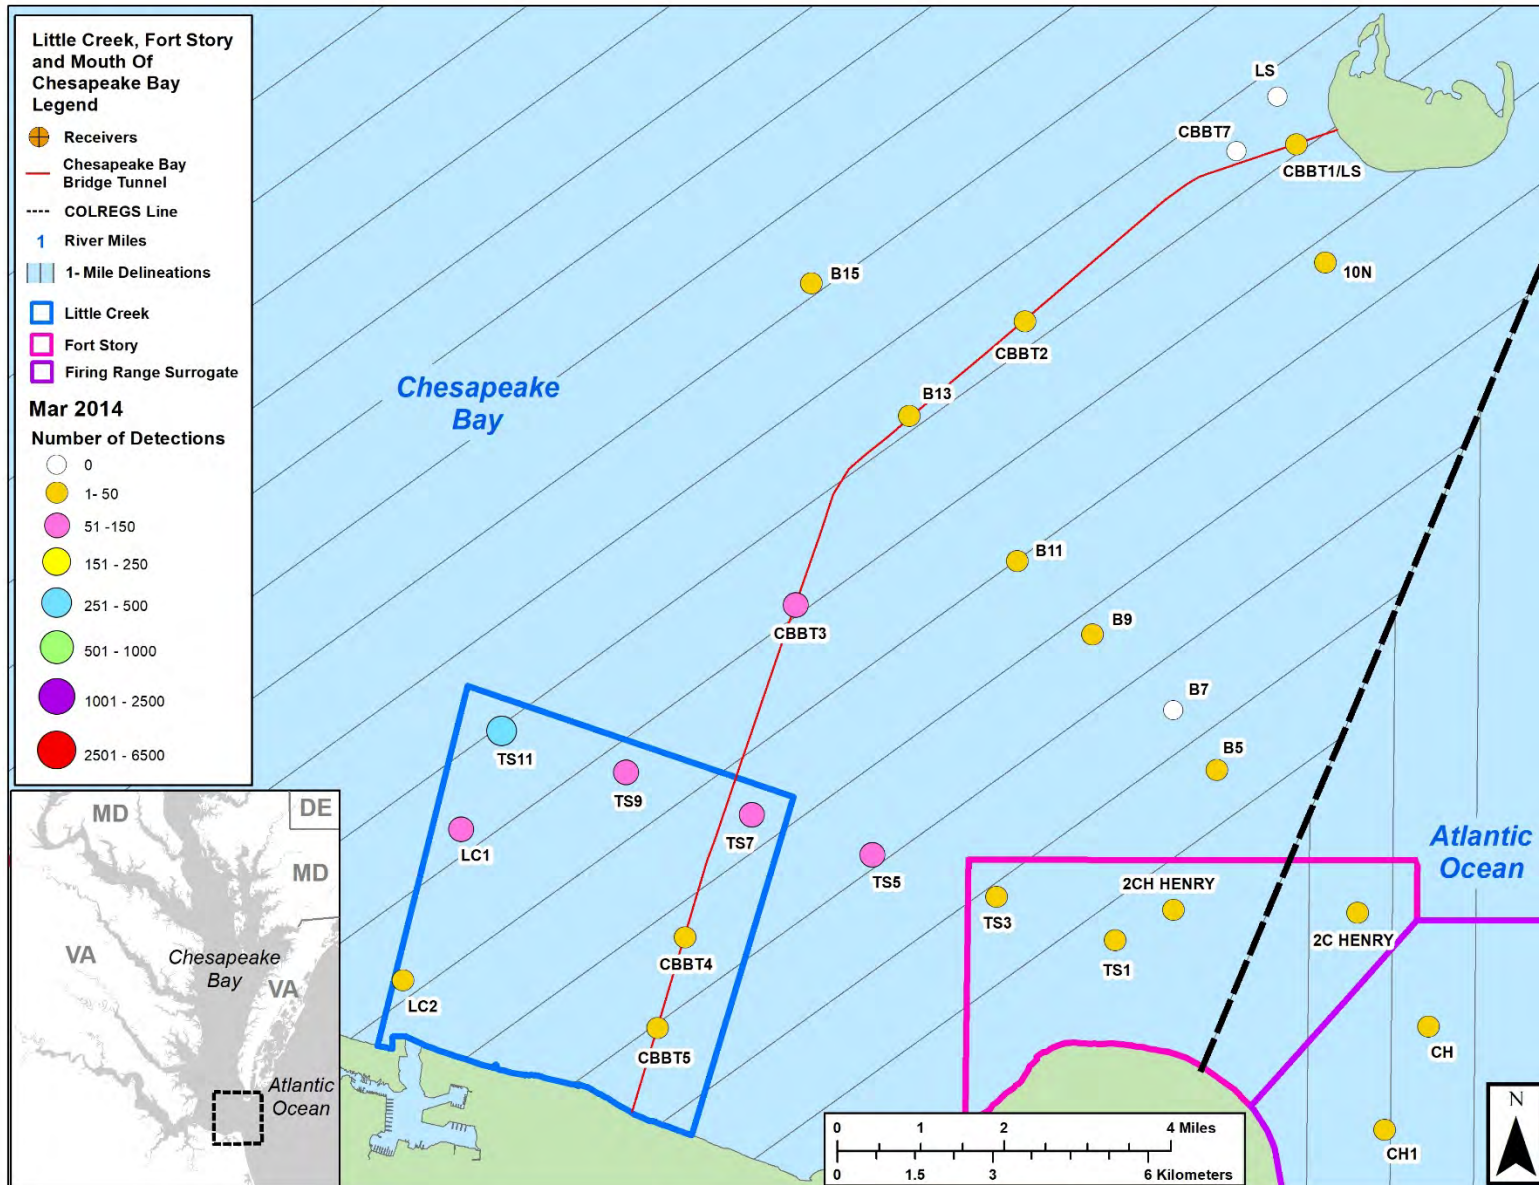 Little Creek, Fort Story
and Mouth Of
Chesapeake Bay
Legend
Receivers
Chesapeake Bay
Bridge Tunnel
COLREGS Line
1 River Miles
1- Mile Delineations
Little Creek
Fort Story
Firing Range Surrogate
Mar 2014
Number of Detections
0
1- 50
51 -150
151 - 250
251 - 500
501 - 1000
1001 - 2500
2501 - 6500
LS
CBBT7
CBBT1/LS
10N
B15
CBBT2
B13
Chesapeake
Bay
B11
CBBT3
B9
B7
B5
TS11
TS9
TS7
LC1
TS5
Atlantic
Ocean
2CH HENRY
TS3
TS1
2C HENRY
CBBT4
LC2
CBBT5
CH
CH1
MD
DE
MD
VA
Chesapeake
Bay
VA
Atlantic
Ocean
0 1 2 4 Miles
0 1.5 3 6 Kilometers
N